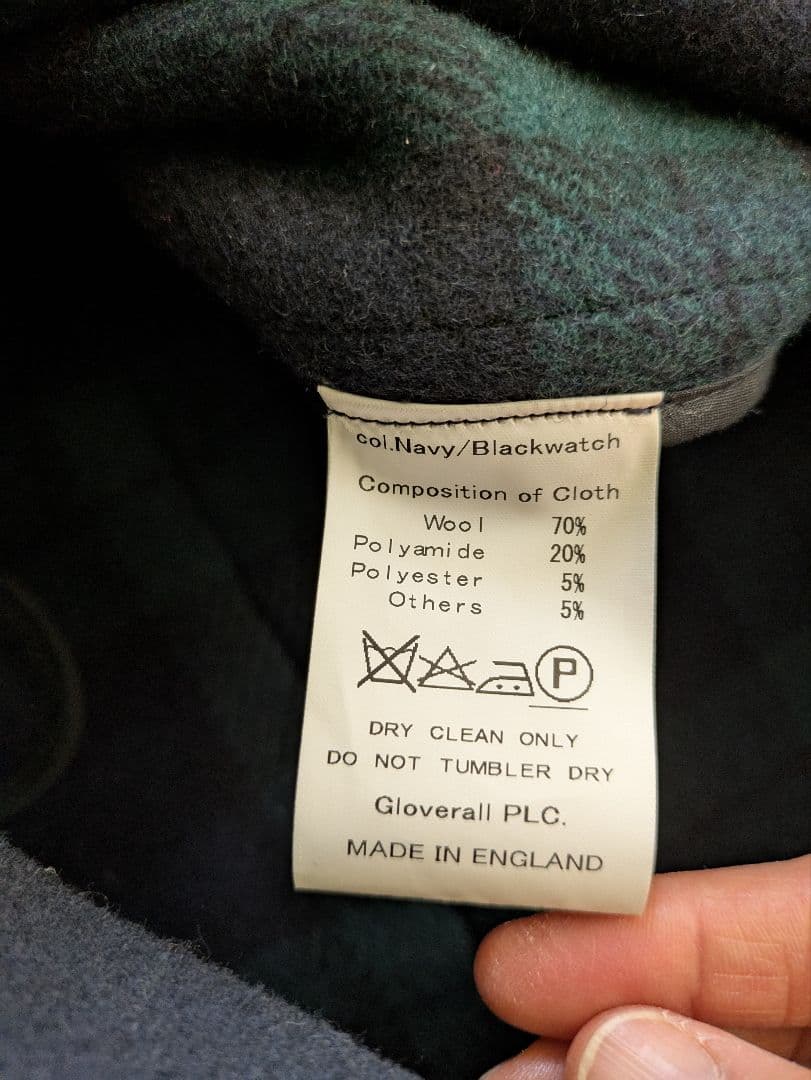 col.Navy/Blackwatch
Composition of Cloth
Wool 70%
Polyamide 20%
Polyester 5%
Others 5%
P
DRY CLEAN ONLY
DO NOT TUMBLER DRY
Gloverall PLC.
MADE IN ENGLAND